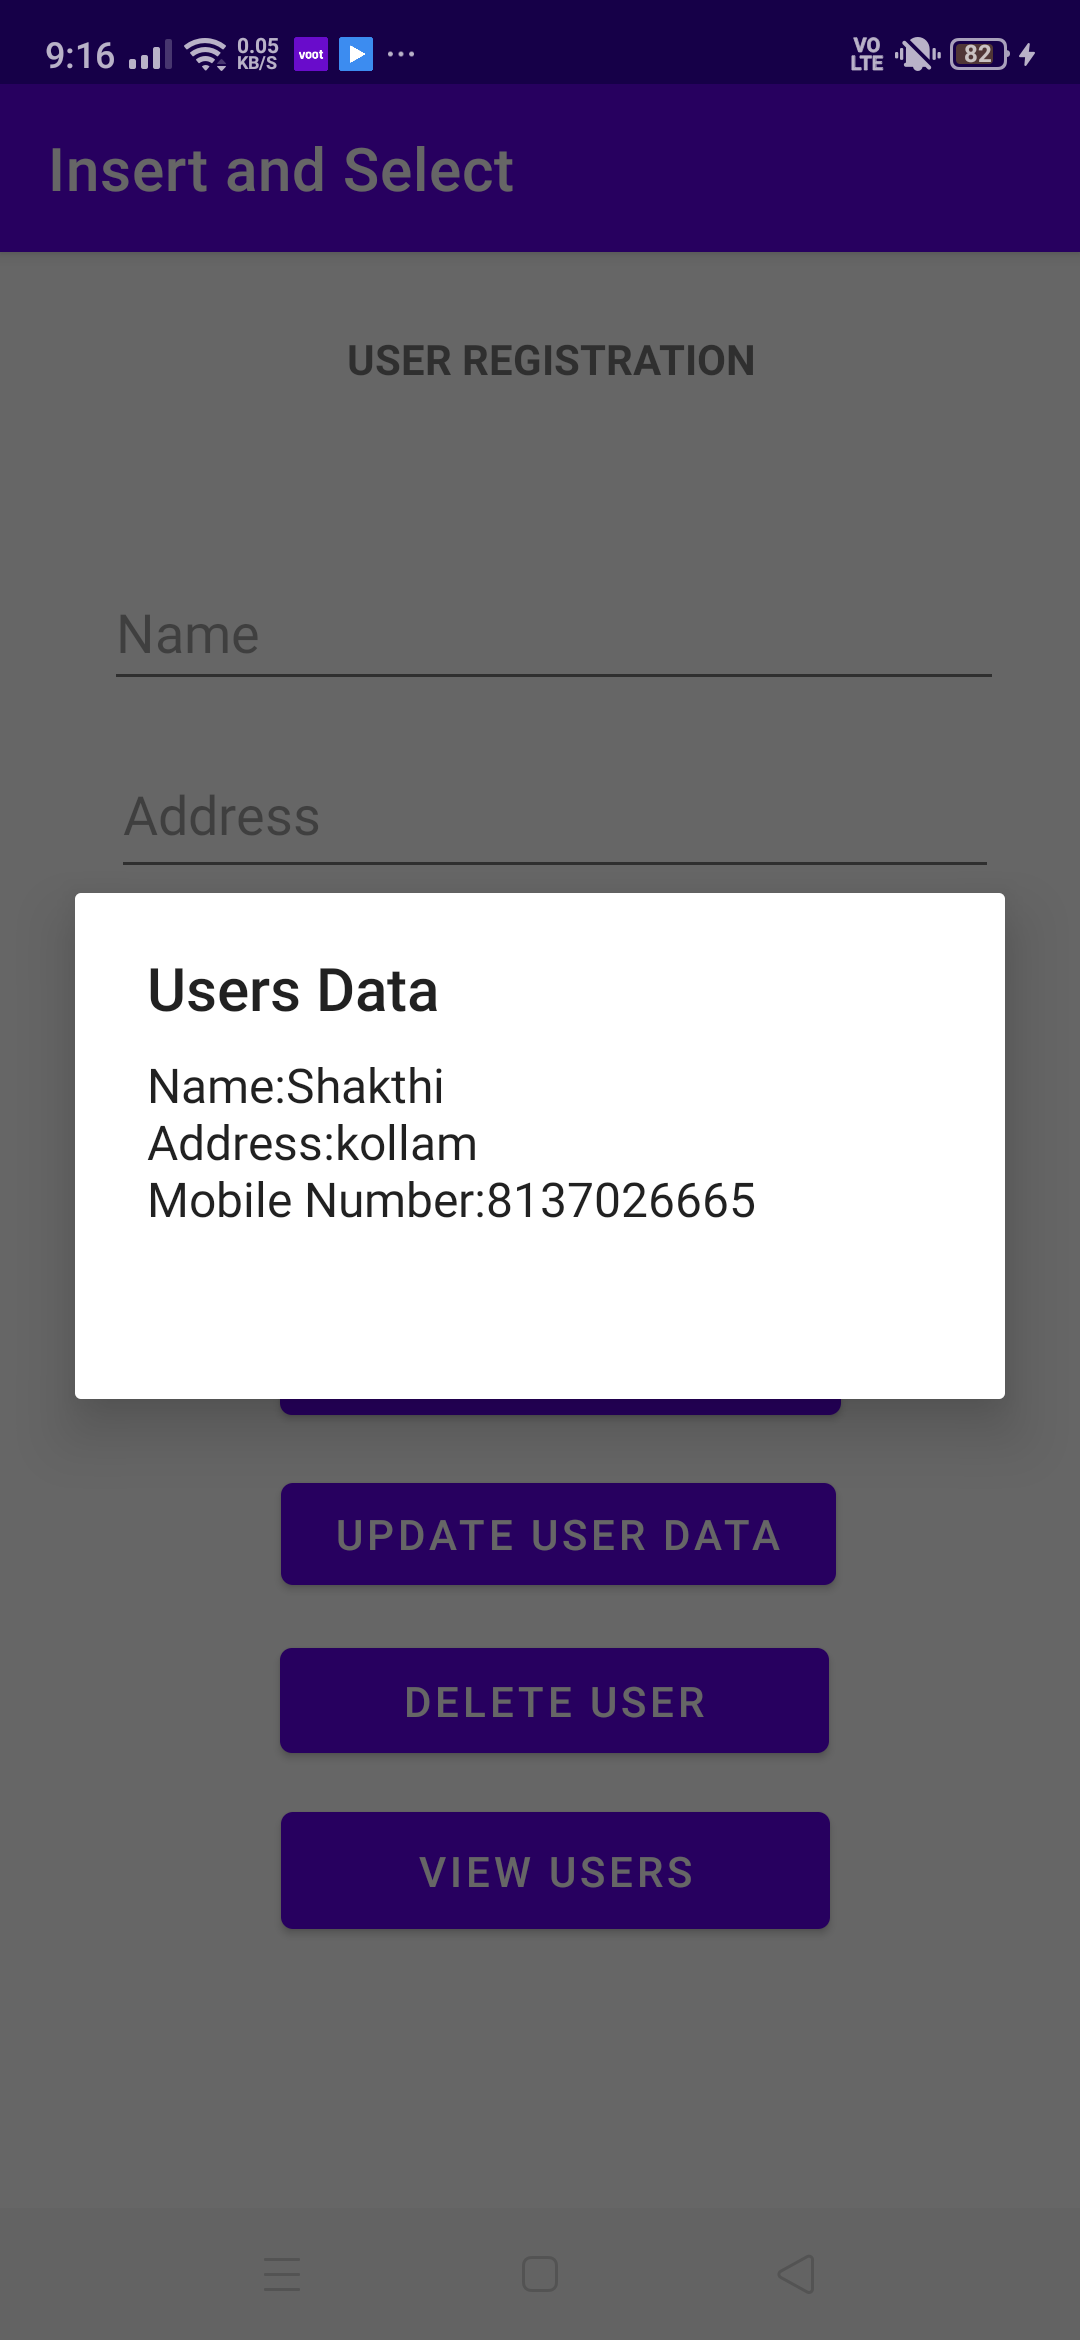 9:16 0.05 KB/S voot VO LTE 82
Insert and Select
USER REGISTRATION
Name
Address
Users Data
Name:Shakthi
Address:kollam
Mobile Number:8137026665
UPDATE USER DATA
DELETE USER
VIEW USERS